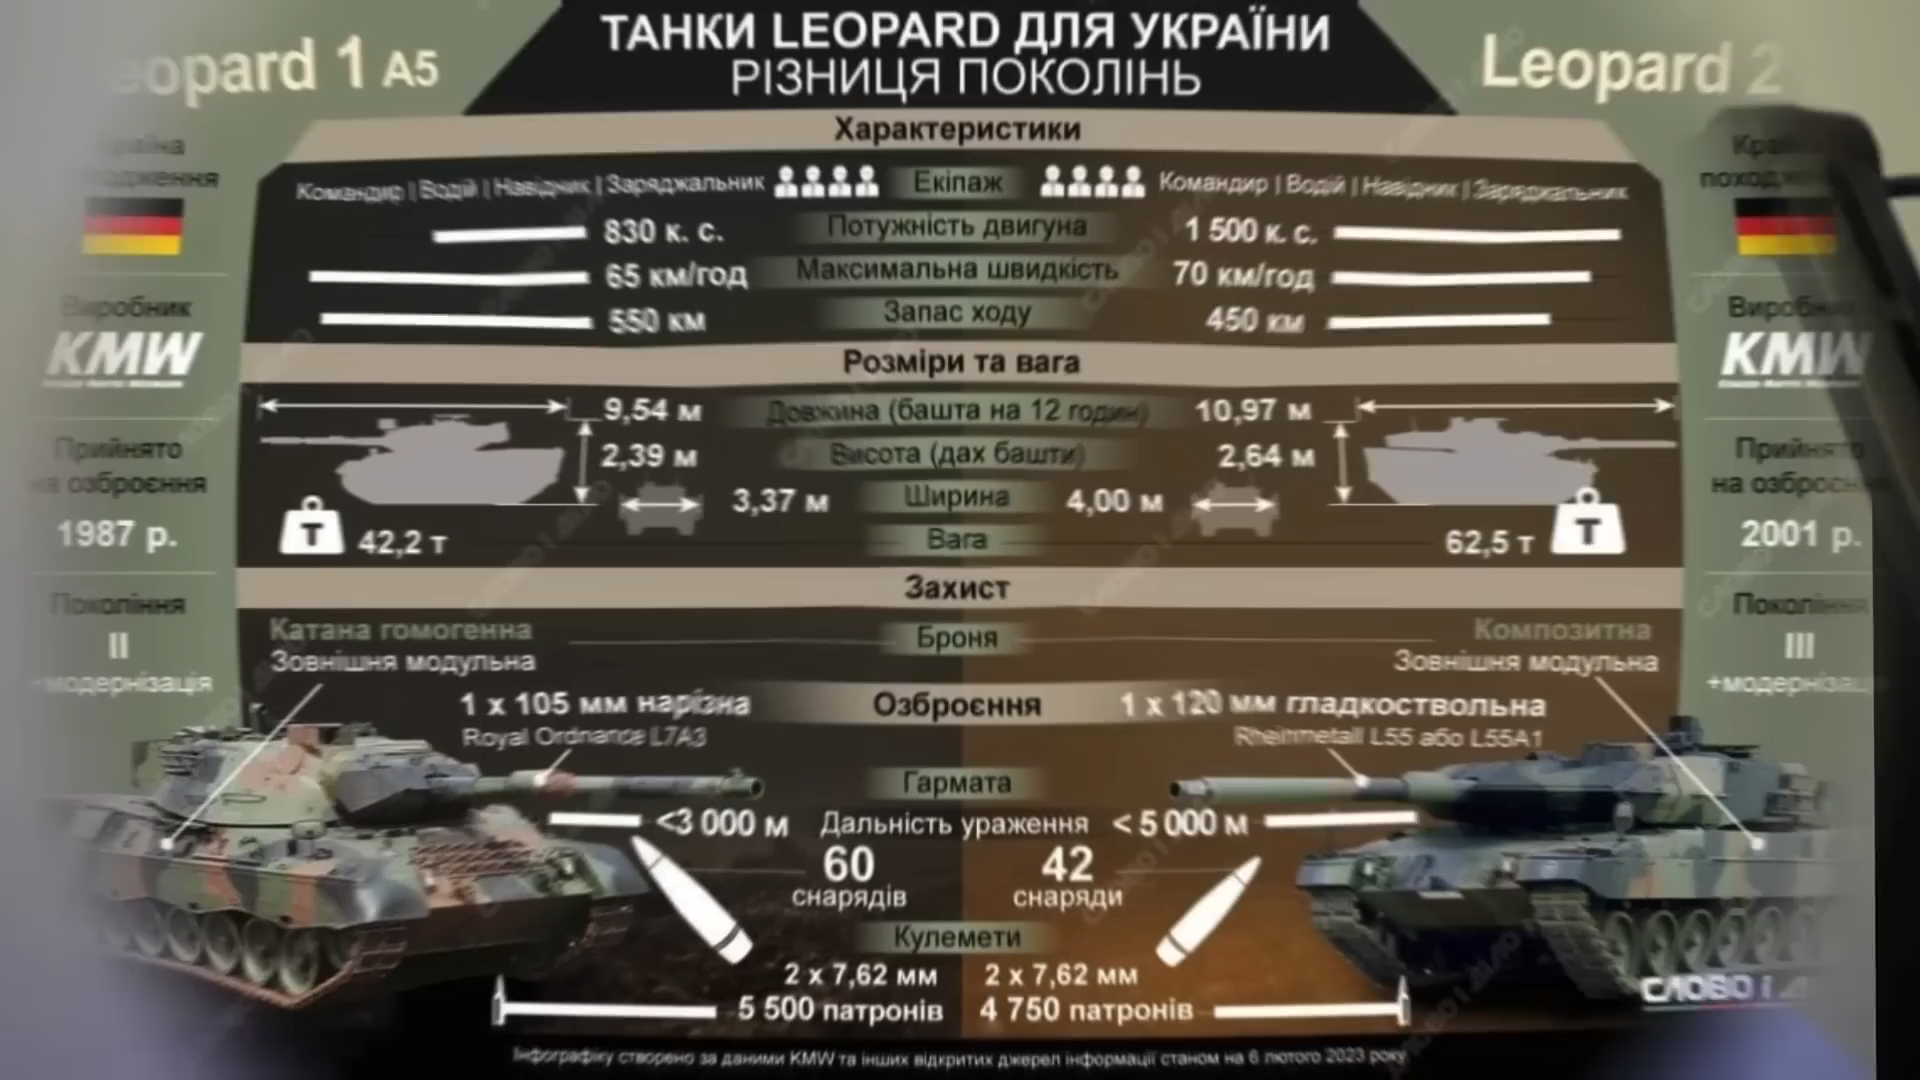 ТАНКИ LEOPARD ДЛЯ УКРАЇНИ
РІЗНИЦЯ ПОКОЛІНЬ
Leopard 1 A5
Leopard 2
Характеристики
Країна
походження
Командир | Водій | Навідник | Заряджальник
Екіпаж
Командир | Водій | Навідник | Заряджальник
830 к. с.
Потужність двигуна
1 500 к. с.
65 км/год
Максимальна швидкість
70 км/год
550 км
Запас ходу
450 км
Виробник
KMW
Виробник
KMW
Розміри та вага
9,54 м
Довжина (башта на 12 годин)
10,97 м
2,39 м
Висота (дах башти)
2,64 м
3,37 м
Ширина
4,00 м
T 42,2 т
Вага
62,5 т T
Прийнято
на озброєння
1987 р.
Прийнято
на озброєння
2001 р.
Захист
Катана гомогенна
Зовнішня модульна
Броня
Композитна
Зовнішня модульна
Покоління
II
+модернізація
Покоління
III
+модернізац
1 х 105 мм нарізна
Royal Ordnance L7A3
Озброєння
1 х 120 мм гладкоствольна
Rheinmetall L55 або L55A1
Гармата
<3 000 м
Дальність ураження
< 5 000 м
60
снарядів
42
снаряди
Кулемети
2 х 7,62 мм
2 х 7,62 мм
5 500 патронів
4 750 патронів
СЛОВО І
Інфографіку створено за даними KMW та інших відкритих джерел інформації станом на 6 лютого 2023 року